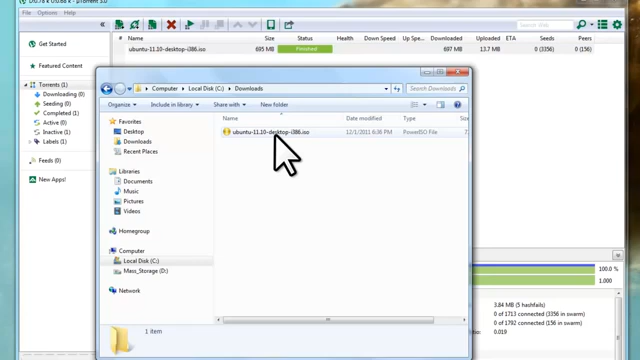 µTorrent 3.0
File Options Help
Search Web
Name Size Status Health Down Speed Up Spe... Downloaded Uploaded ETA Seeds Peers
ubuntu-11.10-desktop-i386.iso 695 MB Finished 697 MB 13.7 MB 0 (3356) 0 (156)
Get Started
Featured Content
Torrents (1)
Downloading (0)
Seeding (0)
Completed (1)
Active (0)
Inactive (1)
Labels (1)
Feeds (0)
New Apps!
Computer Local Disk (C:) Downloads
Search Downloads
Organize Include in library Share with New folder
Favorites
Desktop
Downloads
Recent Places
Libraries
Documents
Music
Pictures
Videos
Homegroup
Computer
Local Disk (C:)
Mass_Storage (D:)
Network
Name Date modified Type
ubuntu-11.10-desktop-i386.iso 12/1/2011 6:36 PM PowerISO File
1 item
100.0 %
1.000
3.84 MB (5 hashfails)
0 of 1713 connected (3356 in swarm)
0 of 1792 connected (156 in swarm)
0.019